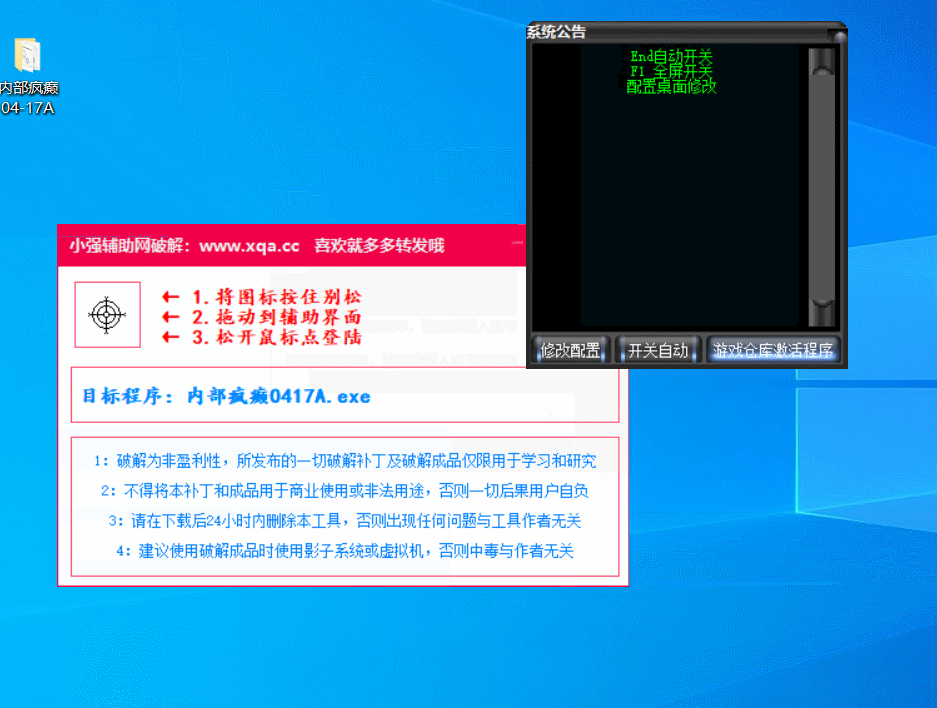 内部疯癫
04-17A
系统公告
End自动开关
F1 全屏开关
配置桌面修改
修改配置
开关自动
游戏仓库激活程序
小强辅助网破解：www.xqa.cc 喜欢就多多转发哦
← 1.将图标按住别松
← 2.拖动到辅助界面
← 3.松开鼠标点登陆
目标程序：内部疯癫0417A.exe
1：破解为非盈利性，所发布的一切破解补丁及破解成品仅限用于学习和研究
2：不得将本补丁和成品用于商业使用或非法用途，否则一切后果用户自负
3：请在下载后24小时内删除本工具，否则出现任何问题与工具作者无关
4：建议使用破解成品时使用影子系统或虚拟机，否则中毒与作者无关